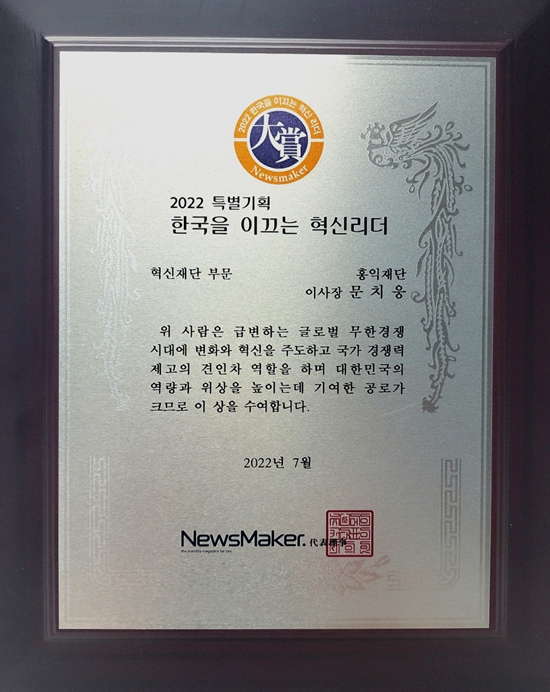 2022 한국을 이끄는 혁신 리더
大賞
Newsmaker
2022 특별기획
한국을 이끄는 혁신리더
혁신재단 부문
홍익재단
이사장 문 치 웅
위 사람은 급변하는 글로벌 무한경쟁
시대에 변화와 혁신을 주도하고 국가 경쟁력
제고의 견인차 역할을 하며 대한민국의
역량과 위상을 높이는데 기여한 공로가
크므로 이 상을 수여합니다.
2022년 7월
NewsMaker. 代表理事
the monthly magazine for